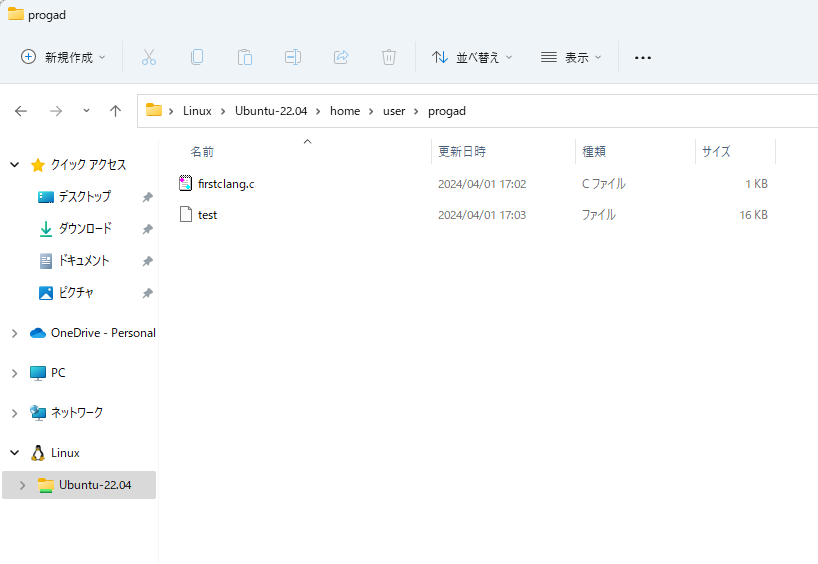 progad
新規作成
並べ替え
表示
Linux
Ubuntu-22.04
home
user
progad
名前
更新日時
種類
サイズ
クイック アクセス
firstclang.c
2024/04/01 17:02
C ファイル
1 KB
デスクトップ
test
2024/04/01 17:03
ファイル
16 KB
ダウンロード
ドキュメント
ピクチャ
OneDrive - Personal
PC
ネットワーク
Linux
Ubuntu-22.04